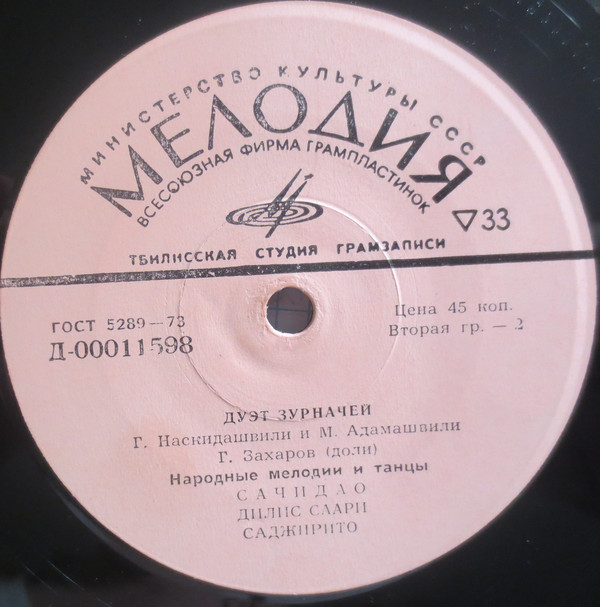 МИНИСТЕРСТВО КУЛЬТУРЫ СССР
МЕЛОДИЯ
ВСЕСОЮЗНАЯ ФИРМА ГРАМПЛАСТИНОК
▽33
ТБИЛИССКАЯ СТУДИЯ ГРАМЗАПИСИ
ГОСТ 5289—73
Д-00011598
Цена 45 коп.
Вторая гр. — 2
ДУЭТ ЗУРНАЧЕЙ
Г. Наскидашвили и М. Адамашвили
Г. Захаров (доли)
Народные мелодии и танцы
САЧИДАО
ДИЛИС СААРИ
САДЖИРИТО